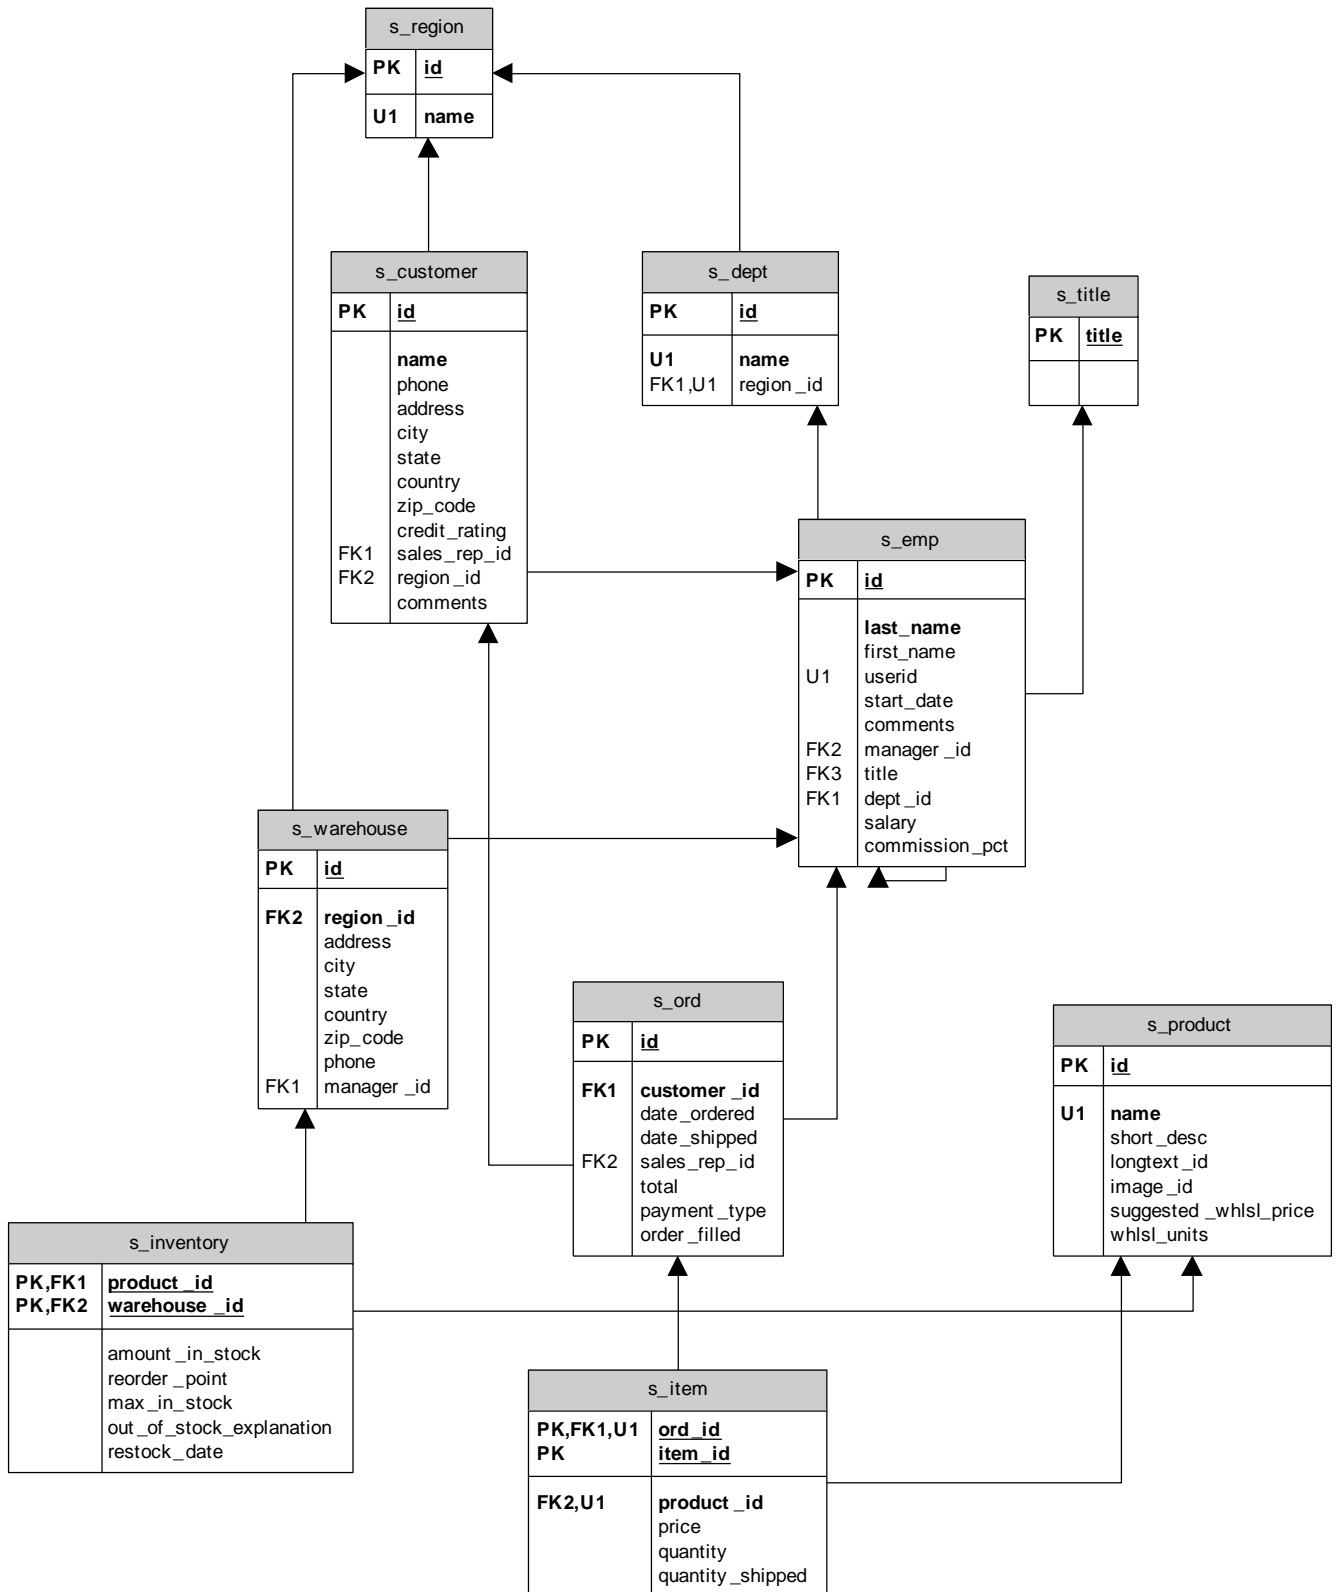 s_region
PK id
U1 name
s_customer
PK id
name
phone
address
city
state
country
zip_code
credit_rating
FK1 sales_rep_id
FK2 region_id
comments
s_dept
PK id
U1 name
FK1,U1 region_id
s_title
PK title
s_emp
PK id
last_name
first_name
U1 userid
start_date
comments
FK2 manager_id
FK3 title
FK1 dept_id
salary
commission_pct
s_warehouse
PK id
FK2 region_id
address
city
state
country
zip_code
phone
FK1 manager_id
s_ord
PK id
FK1 customer_id
date_ordered
date_shipped
FK2 sales_rep_id
total
payment_type
order_filled
s_product
PK id
U1 name
short_desc
longtext_id
image_id
suggested_whlsl_price
whlsl_units
s_inventory
PK,FK1 product_id
PK,FK2 warehouse_id
amount_in_stock
reorder_point
max_in_stock
out_of_stock_explanation
restock_date
s_item
PK,FK1,U1 ord_id
PK item_id
FK2,U1 product_id
price
quantity
quantity_shipped